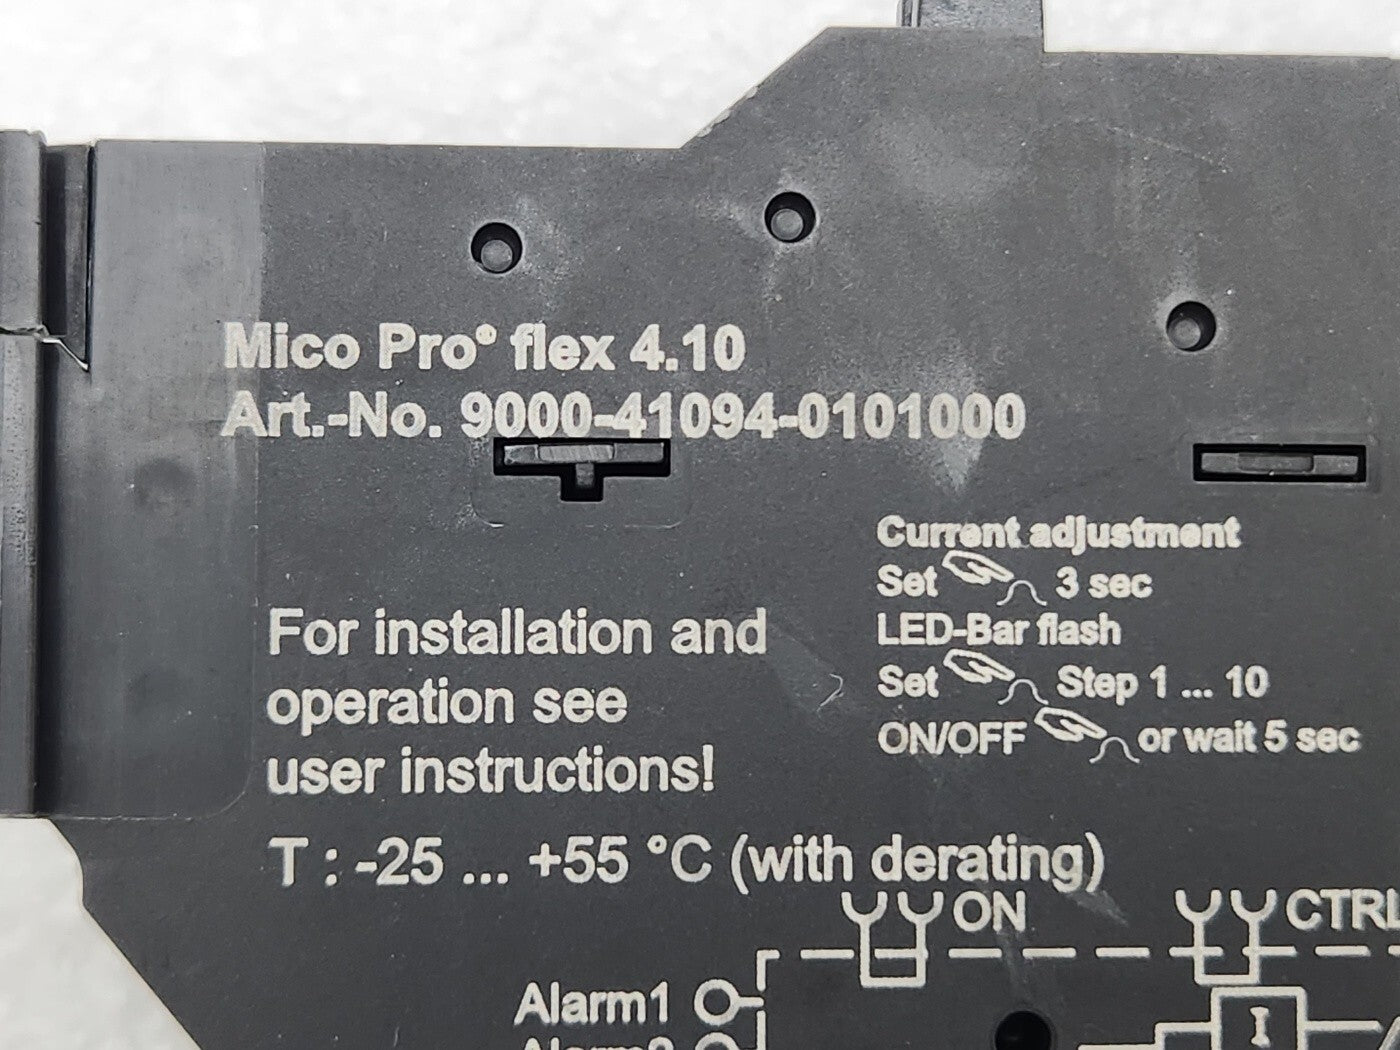 Mico Pro® flex 4.10
Art.-No. 9000-41094-0101000
Current adjustment
Set 3 sec
LED-Bar flash
Set Step 1 ... 10
ON/OFF or wait 5 sec
For installation and
operation see
user instructions!
T : -25 ... +55 °C (with derating)
ON
CTRL
Alarm1
Alarm2
I